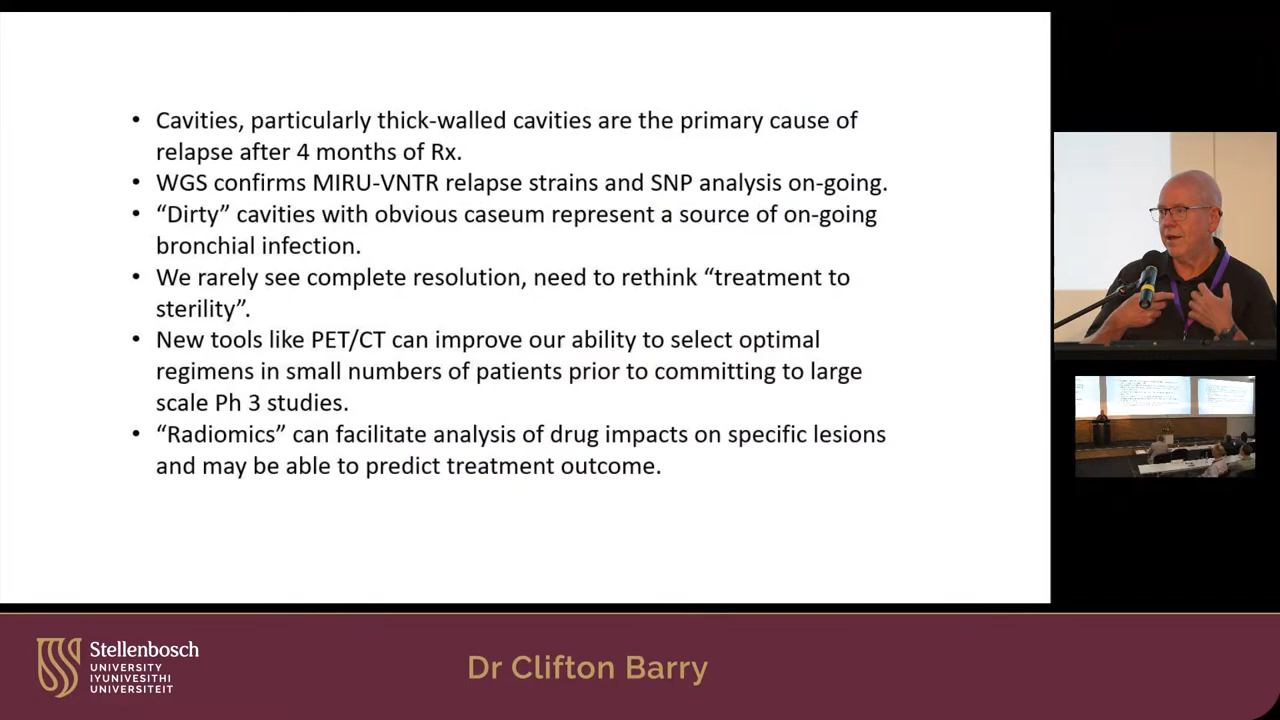 • Cavities, particularly thick-walled cavities are the primary cause of
relapse after 4 months of Rx.
• WGS confirms MIRU-VNTR relapse strains and SNP analysis on-going.
• “Dirty” cavities with obvious caseum represent a source of on-going
bronchial infection.
• We rarely see complete resolution, need to rethink “treatment to
sterility”.
• New tools like PET/CT can improve our ability to select optimal
regimens in small numbers of patients prior to committing to large
scale Ph 3 studies.
• “Radiomics” can facilitate analysis of drug impacts on specific lesions
and may be able to predict treatment outcome.
Stellenbosch
UNIVERSITY
IYUNIVESITHI
UNIVERSITEIT
Dr Clifton Barry